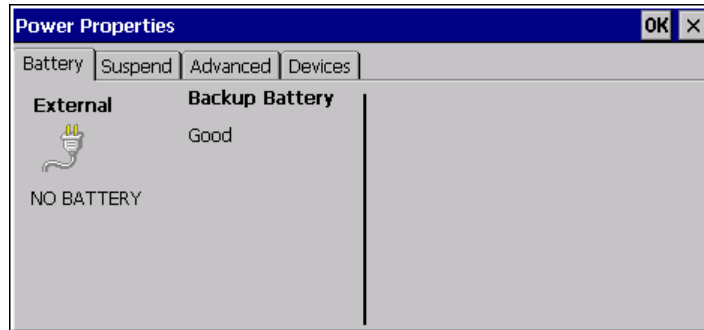 Power Properties OK ×
Battery Suspend Advanced Devices
External Backup Battery
Good
NO BATTERY